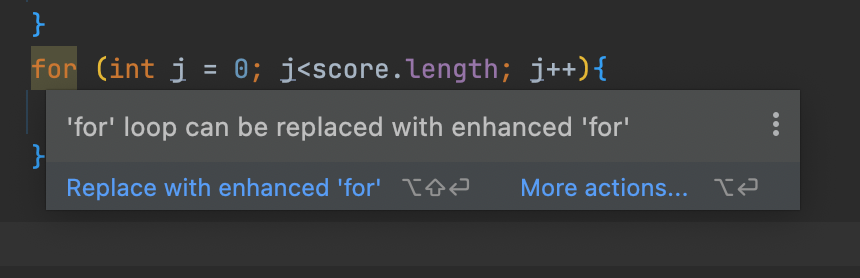 }
for (int j = 0; j<score.length; j++){
'for' loop can be replaced with enhanced 'for'
}
Replace with enhanced 'for' ⌥⇧⏎ More actions... ⌥⏎